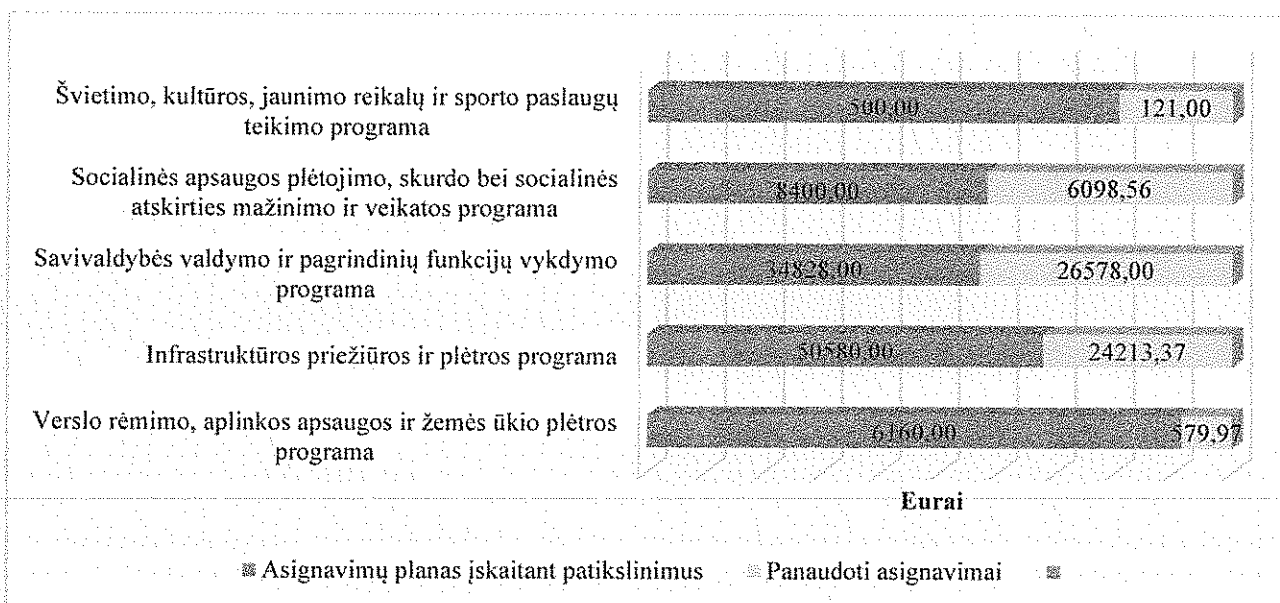 Švietimo, kultūros, jaunimo reikalų ir sporto paslaugų
teikimo programa
500,00
121,00
Socialinės apsaugos plėtojimo, skurdo bei socialinės
atskirties mažinimo ir veikatos programa
8400,00
6098,56
Savivaldybės valdymo ir pagrindinių funkcijų vykdymo
programa
34828,00
26578,00
Infrastruktūros priežiūros ir plėtros programa
50580,00
24213,37
Verslo rėmimo, aplinkos apsaugos ir žemės ūkio plėtros
programa
6160,00
579,97
Eurai
Asignavimų planas įskaitant patikslinimus
Panaudoti asignavimai